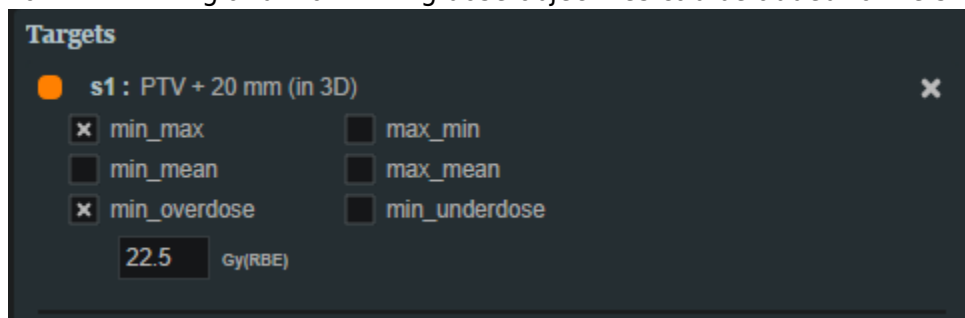 Targets
s1 : PTV + 20 mm (in 3D)
min_max max_min
min_mean max_mean
min_overdose min_underdose
22.5 Gy(RBE)